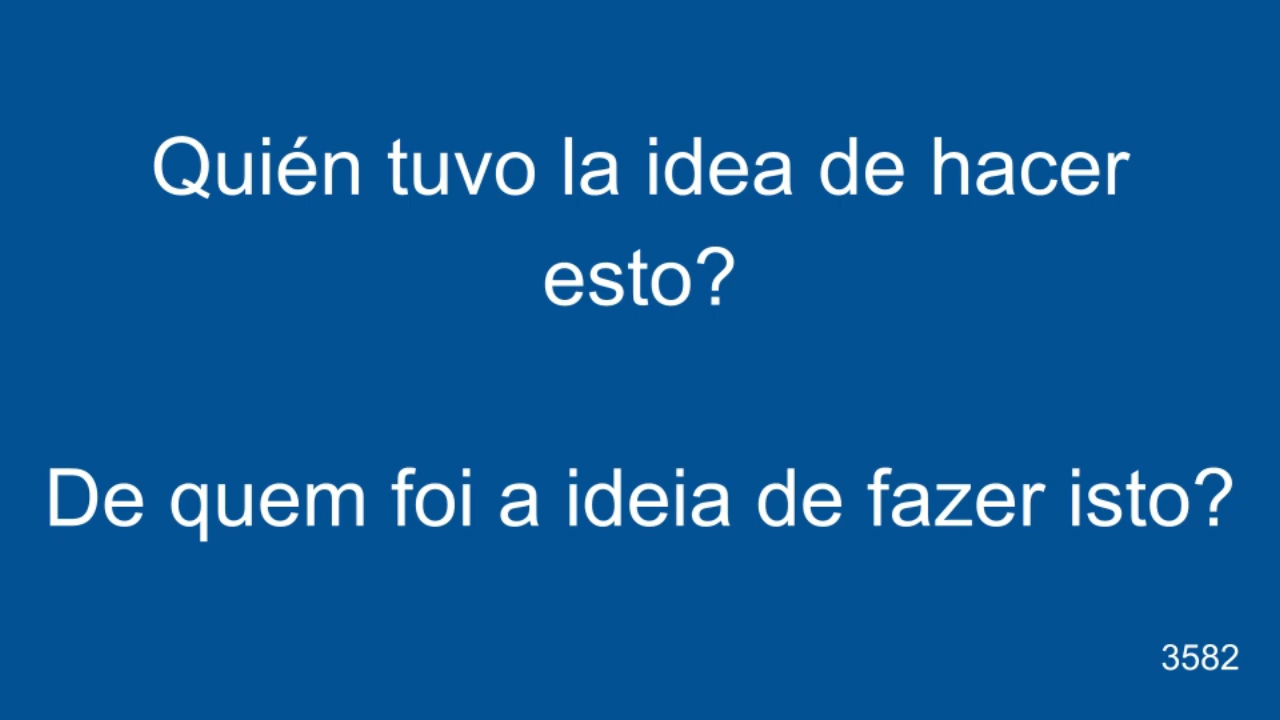 Quién tuvo la idea de hacer
esto?
De quem foi a ideia de fazer isto?
3582